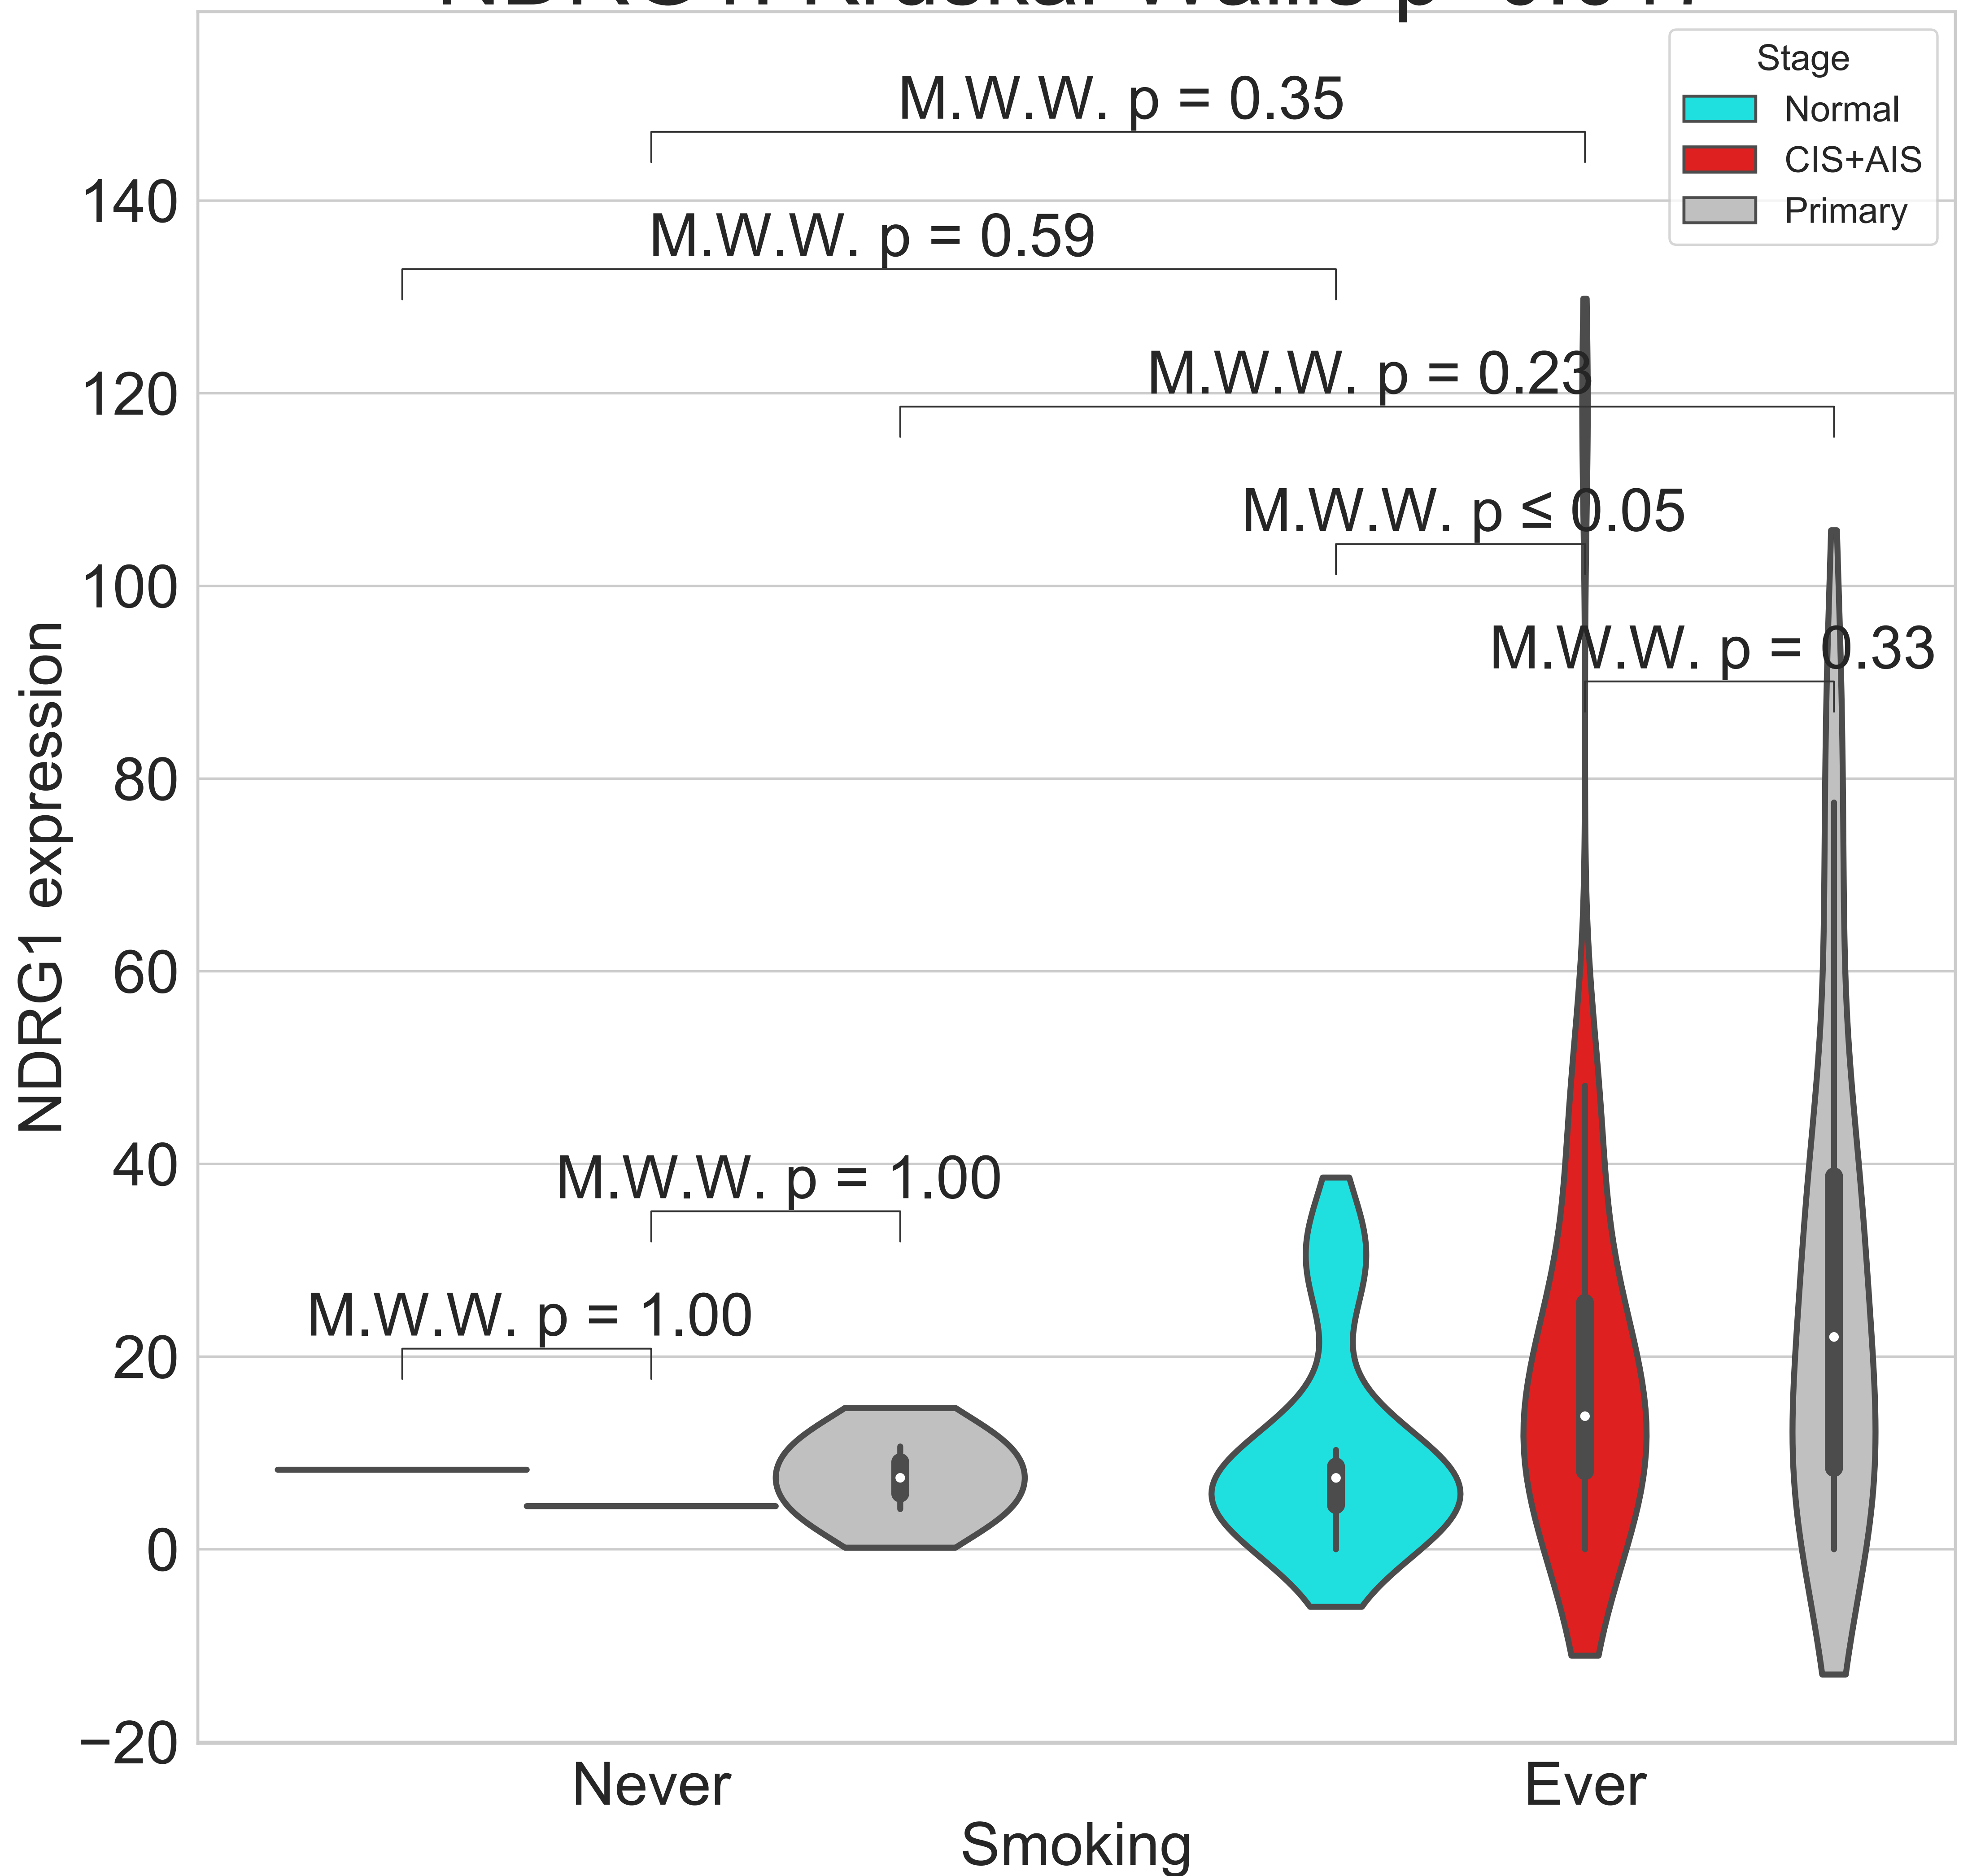 Stage
Normal
CIS+AIS
Primary
M.W.W. p = 0.35
M.W.W. p = 0.59
M.W.W. p = 0.23
M.W.W. p ≤ 0.05
M.W.W. p = 0.33
M.W.W. p = 1.00
M.W.W. p = 1.00
140
120
100
80
60
40
20
0
−20
NDRG1 expression
Never
Ever
Smoking